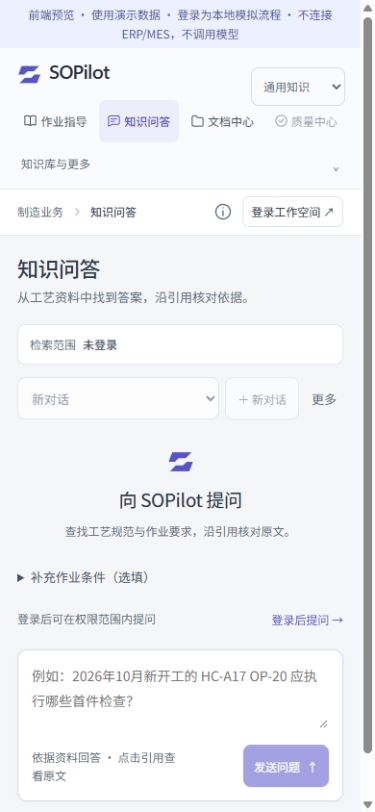 前端预览 · 使用演示数据 · 登录为本地模拟流程 · 不连接
ERP/MES，不调用模型
SOPilot
通用知识
作业指导
知识问答
文档中心
质量中心
知识库与更多
制造业务 > 知识问答
登录工作空间 ↗
知识问答
从工艺资料中找到答案，沿引用核对依据。
检索范围 未登录
新对话
+ 新对话
更多
向 SOPilot 提问
查找工艺规范与作业要求，沿引用核对原文。
▶ 补充作业条件（选填）
登录后可在权限范围内提问
登录后提问 →
例如：2026年10月新开工的 HC-A17 OP-20 应执
行哪些首件检查？
依据资料回答 · 点击引用查
看原文
发送问题 ↑